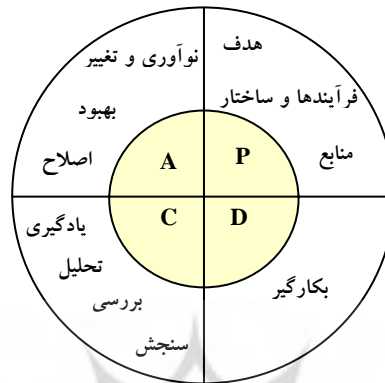 هدف
فرآیندها و ساختار
منابع
P
D
بکارگیر
C
یادگیری
تحلیل
بررسی
سنجش
A
نوآوری و تغییر
بهبود
اصلاح